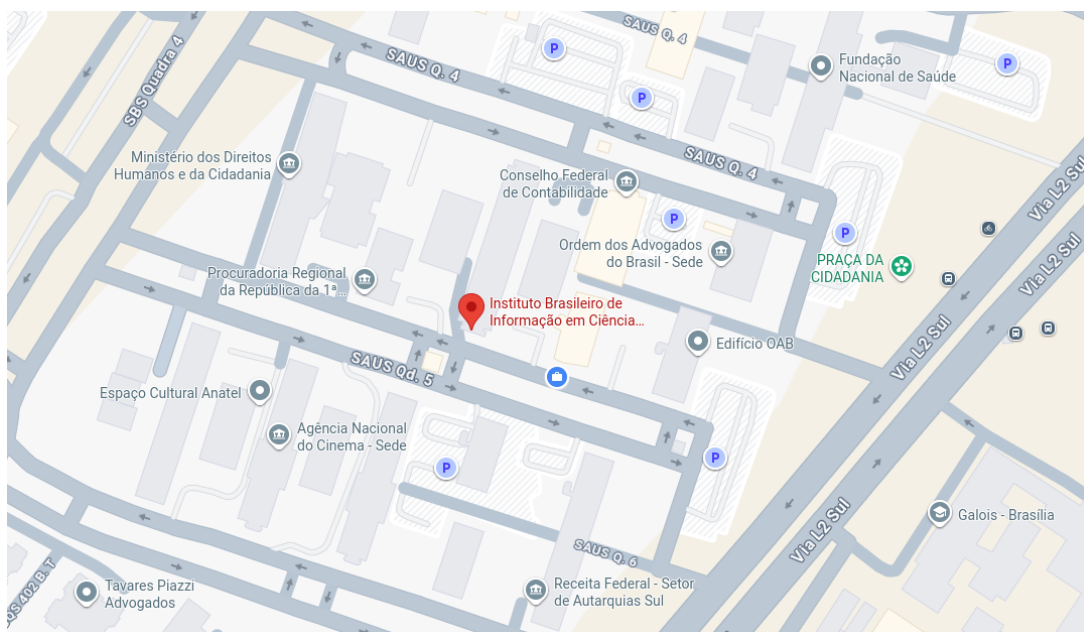 SAUS Q. 4
Fundação
Nacional de Saúde
P
P
P
SBS Quadra 4
SAUS Q. 4
Ministério dos Direitos
Humanos e da Cidadania
Conselho Federal
de Contabilidade
SAUS Q. 4
Via L2 Sul
P
P
Ordem dos Advogados
do Brasil - Sede
PRAÇA DA
CIDADANIA
Via L2 Sul
Procuradoria Regional
da República da 1ª...
Instituto Brasileiro de
Informação em Ciência...
Edifício OAB
Via L2 Sul
SAUS Qd. 5
Espaço Cultural Anatel
Agência Nacional
do Cinema - Sede
P
P
Via L2 Sul
Galois - Brasília
SAUS Q. 6
SQS 402 B. T
Tavares Piazzi
Advogados
Receita Federal - Setor
de Autarquias Sul